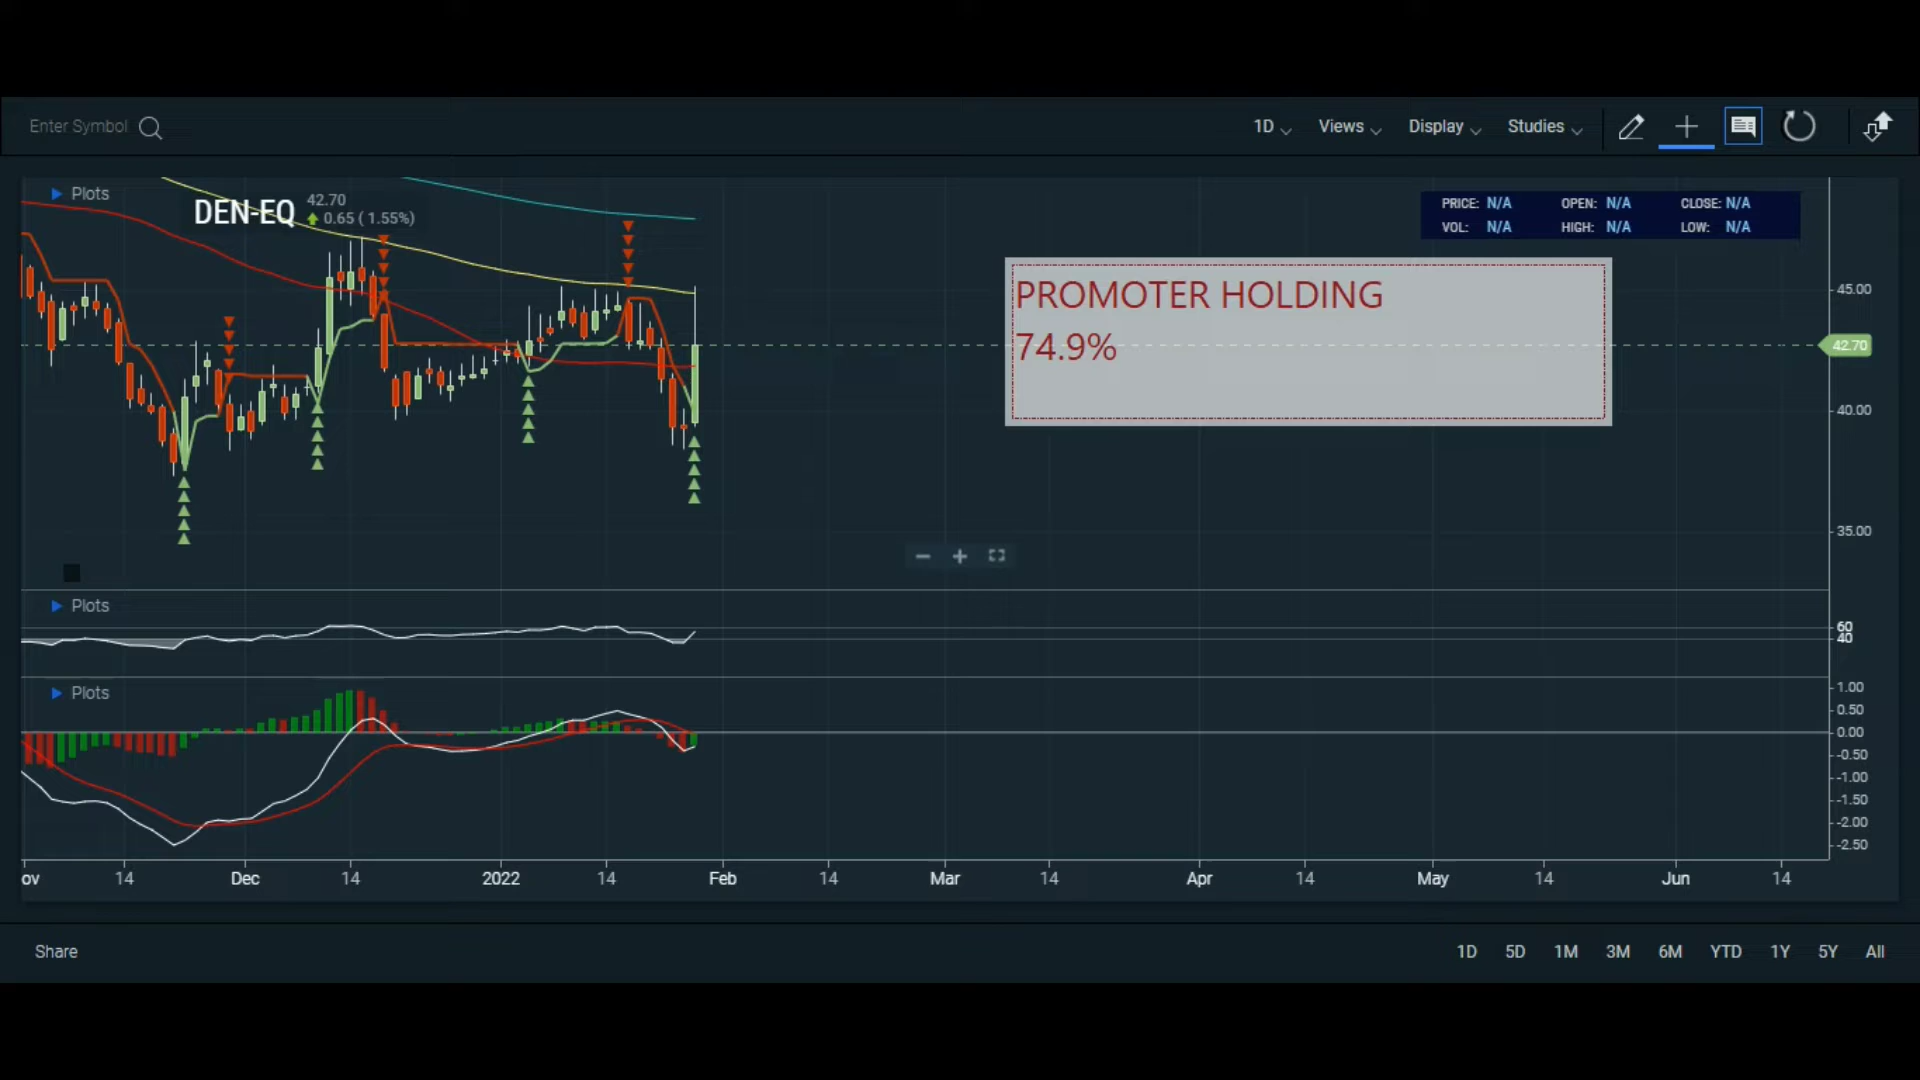 Enter Symbol
1D Views Display Studies
Plots
DEN-EQ 42.70
0.65 ( 1.55%)
PRICE: N/A OPEN: N/A CLOSE: N/A
VOL: N/A HIGH: N/A LOW: N/A
PROMOTER HOLDING
74.9%
45.00
42.70
40.00
35.00
Plots
60
40
Plots
1.00
0.50
0.00
-0.50
-1.00
-1.50
-2.00
-2.50
ov 14 Dec 14 2022 14 Feb 14 Mar 14 Apr 14 May 14 Jun 14
Share 1D 5D 1M 3M 6M YTD 1Y 5Y All